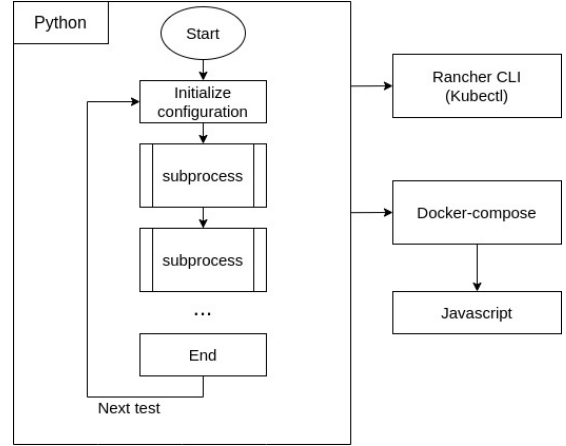 Python
Start
Initialize
configuration
subprocess
subprocess
...
End
Next test
Rancher CLI
(Kubectl)
Docker-compose
Javascript